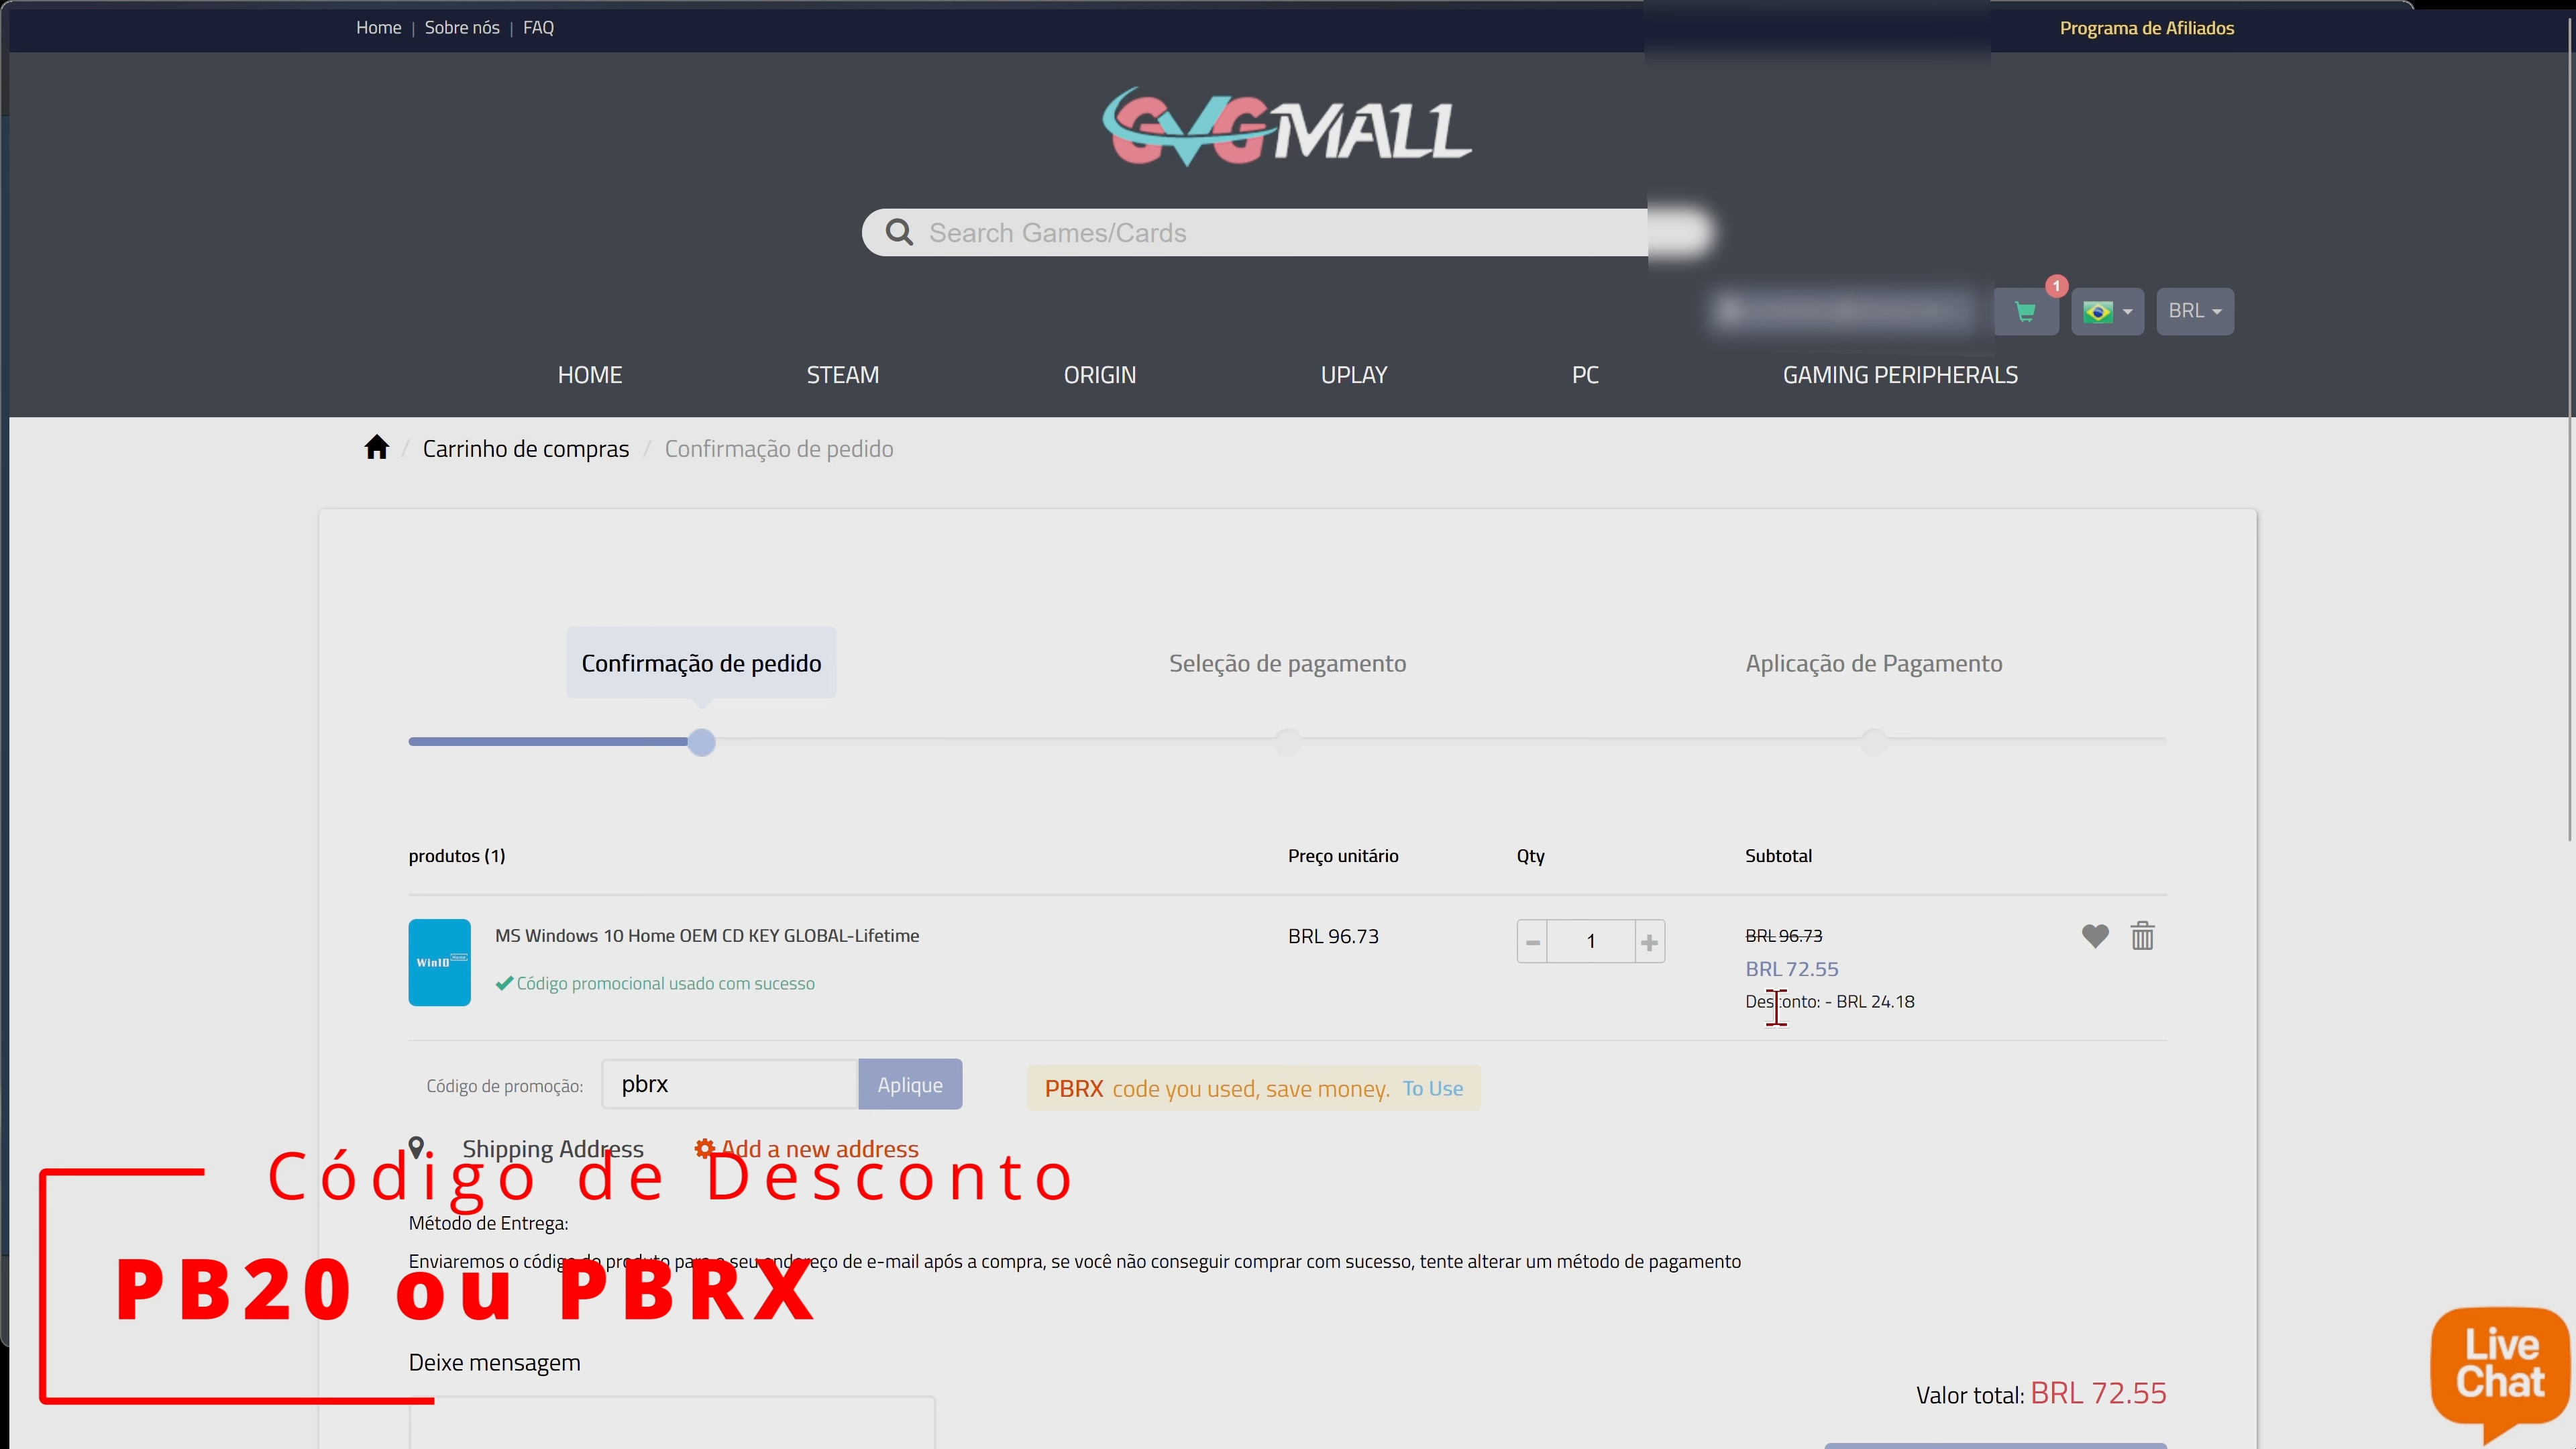 Home | Sobre nós | FAQ
Programa de Afiliados
GVGMALL
Search Games/Cards
1
BRL
HOME STEAM ORIGIN UPLAY PC GAMING PERIPHERALS
/ Carrinho de compras / Confirmação de pedido
Confirmação de pedido Seleção de pagamento Aplicação de Pagamento
produtos (1) Preço unitário Qty Subtotal
MS Windows 10 Home OEM CD KEY GLOBAL-Lifetime BRL 96.73 1 BRL 96.73
Win10
BRL 72.55
Código promocional usado com sucesso
Desconto: - BRL 24.18
Código de promoção: pbrx Aplique PBRX code you used, save money. To Use
Shipping Address Add a new address
Código de Desconto
Método de Entrega:
Enviaremos o código do produto para o seu endereço de e-mail após a compra, se você não conseguir comprar com sucesso, tente alterar um método de pagamento
PB20 ou PBRX
Deixe mensagem
Valor total: BRL 72.55
Live
Chat